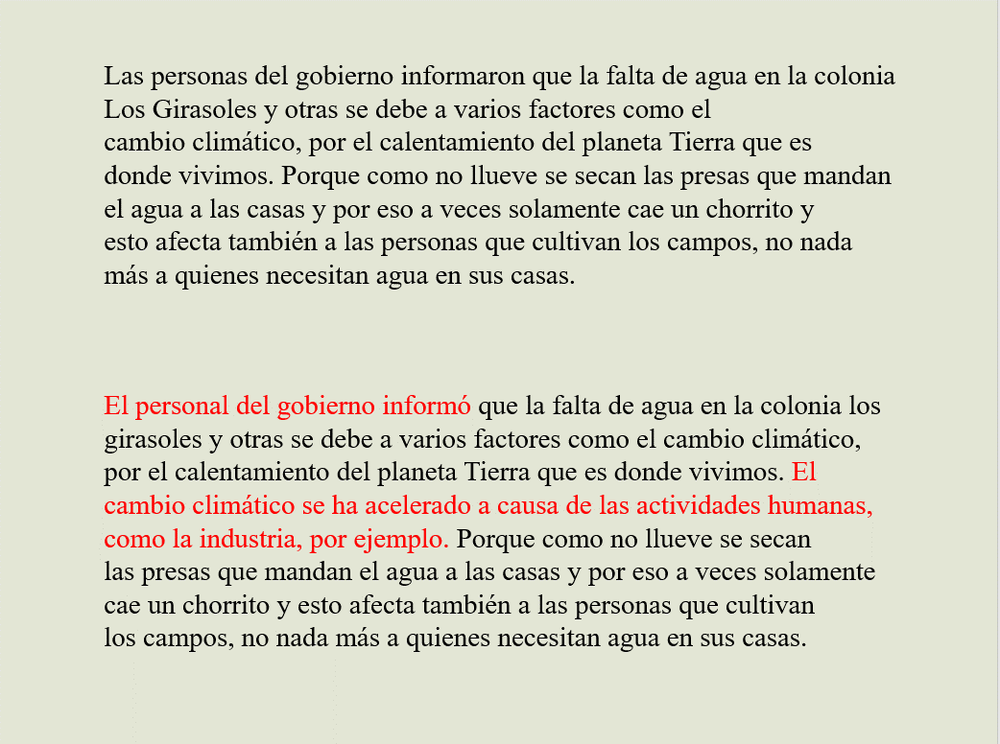 Las personas del gobierno informaron que la falta de agua en la colonia
Los Girasoles y otras se debe a varios factores como el
cambio climático, por el calentamiento del planeta Tierra que es
donde vivimos. Porque como no llueve se secan las presas que mandan
el agua a las casas y por eso a veces solamente cae un chorrito y
esto afecta también a las personas que cultivan los campos, no nada
más a quienes necesitan agua en sus casas.
El personal del gobierno informó que la falta de agua en la colonia los
girasoles y otras se debe a varios factores como el cambio climático,
por el calentamiento del planeta Tierra que es donde vivimos. El
cambio climático se ha acelerado a causa de las actividades humanas,
como la industria, por ejemplo. Porque como no llueve se secan
las presas que mandan el agua a las casas y por eso a veces solamente
cae un chorrito y esto afecta también a las personas que cultivan
los campos, no nada más a quienes necesitan agua en sus casas.